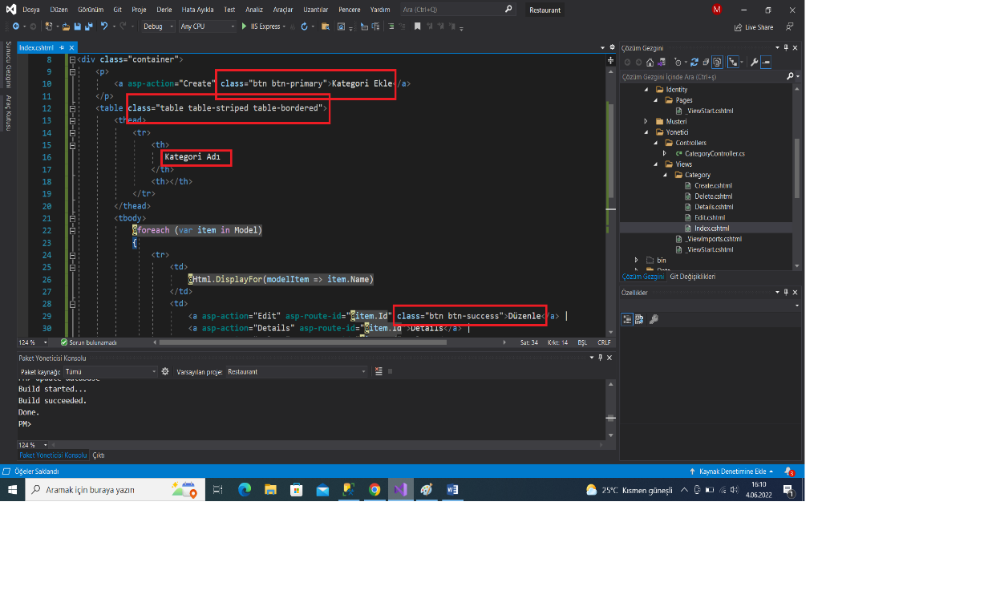 Dosya Düzen Görünüm Git Proje Derle Hata Ayıkla Test Analiz Araçlar Uzantılar Pencere Yardım Ara (Ctrl+Q) Restaurant M
Debug Any CPU IIS Express Live Share
Sunucu Gezgini
Araç Kutusu
Index.cshtml
8 <div class="container">
9 <p>
10 <a asp-action="Create" class="btn btn-primary">Kategori Ekle</a>
11 </p>
12 <table class="table table-striped table-bordered">
13 <thead>
14 <tr>
15 <th>
16 Kategori Adı
17 </th>
18 <th></th>
19 </tr>
20 </thead>
21 <tbody>
22 @foreach (var item in Model)
23 {
24 <tr>
25 <td>
26 @Html.DisplayFor(modelItem => item.Name)
27 </td>
28 <td>
29 <a asp-action="Edit" asp-route-id="@item.Id" class="btn btn-success">Düzenle</a> |
30 <a asp-action="Details" asp-route-id="@item.Id">Details</a> |
124 % Sorun bulunamadı Sat: 34 Krkt: 14 BŞL CRLF
Paket Yöneticisi Konsolu
Paket kaynağı: Tümü Varsayılan proje: Restaurant
PM> update-database
Build started...
Build succeeded.
Done.
PM>
124 %
Paket Yöneticisi Konsolu Çıktı
Çözüm Gezgini
Çözüm Gezgini İçinde Ara (Ctrl+ş)
Identity
Pages
_ViewStart.cshtml
Musteri
Yonetici
Controllers
CategoryController.cs
Views
Category
Create.cshtml
Delete.cshtml
Details.cshtml
Edit.cshtml
Index.cshtml
_ViewImports.cshtml
_ViewStart.cshtml
bin
Çözüm Gezgini Git Değişiklikleri
Özellikler
Öğeler Saklandı Kaynak Denetimine Ekle 3
Aramak için buraya yazın 25°C Kısmen güneşli 16:10
4.06.2022 1